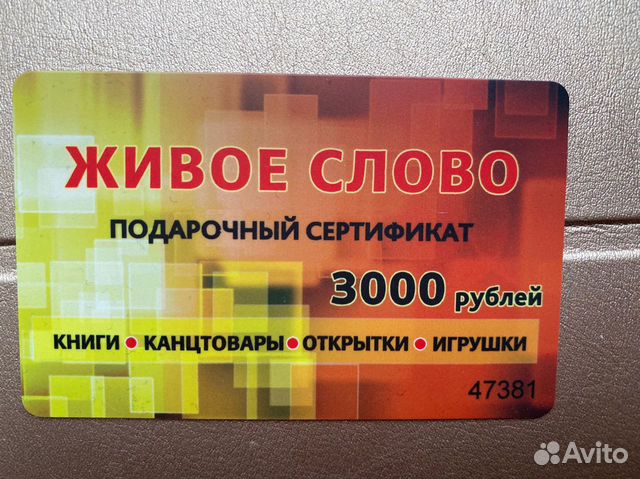 ЖИВОЕ СЛОВО
ПОДАРОЧНЫЙ СЕРТИФИКАТ
3000 рублей
КНИГИ • КАНЦТОВАРЫ • ОТКРЫТКИ • ИГРУШКИ
47381
Avito